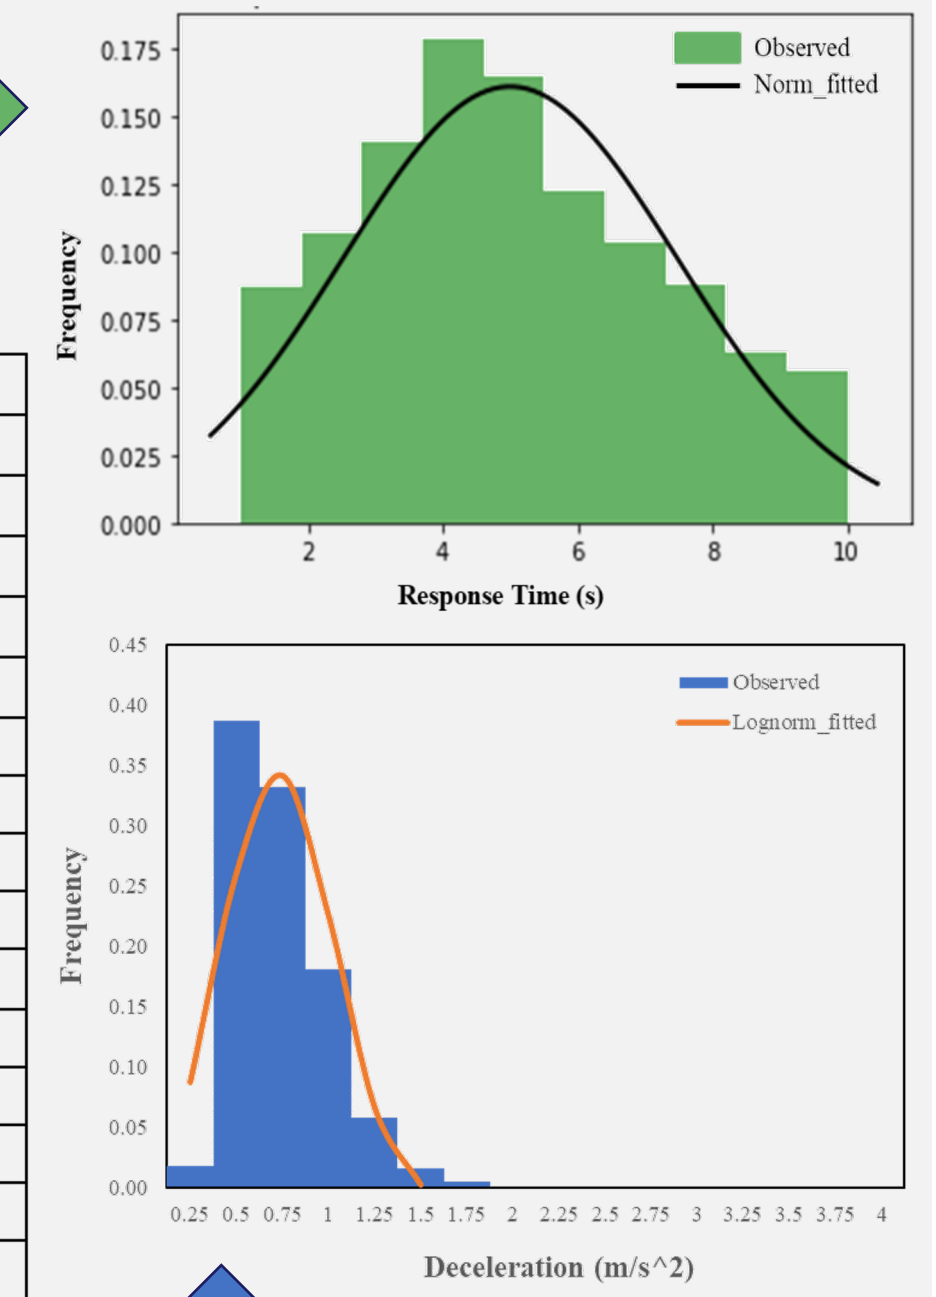 0.175
0.150
0.125
0.100
0.075
0.050
0.025
0.000
Frequency
Observed
Norm_fitted
2 4 6 8 10
Response Time (s)
0.45
0.40
0.35
0.30
0.25
0.20
0.15
0.10
0.05
0.00
Frequency
Observed
Lognorm_fitted
0.25 0.5 0.75 1 1.25 1.5 1.75 2 2.25 2.5 2.75 3 3.25 3.5 3.75 4
Deceleration (m/s^2)